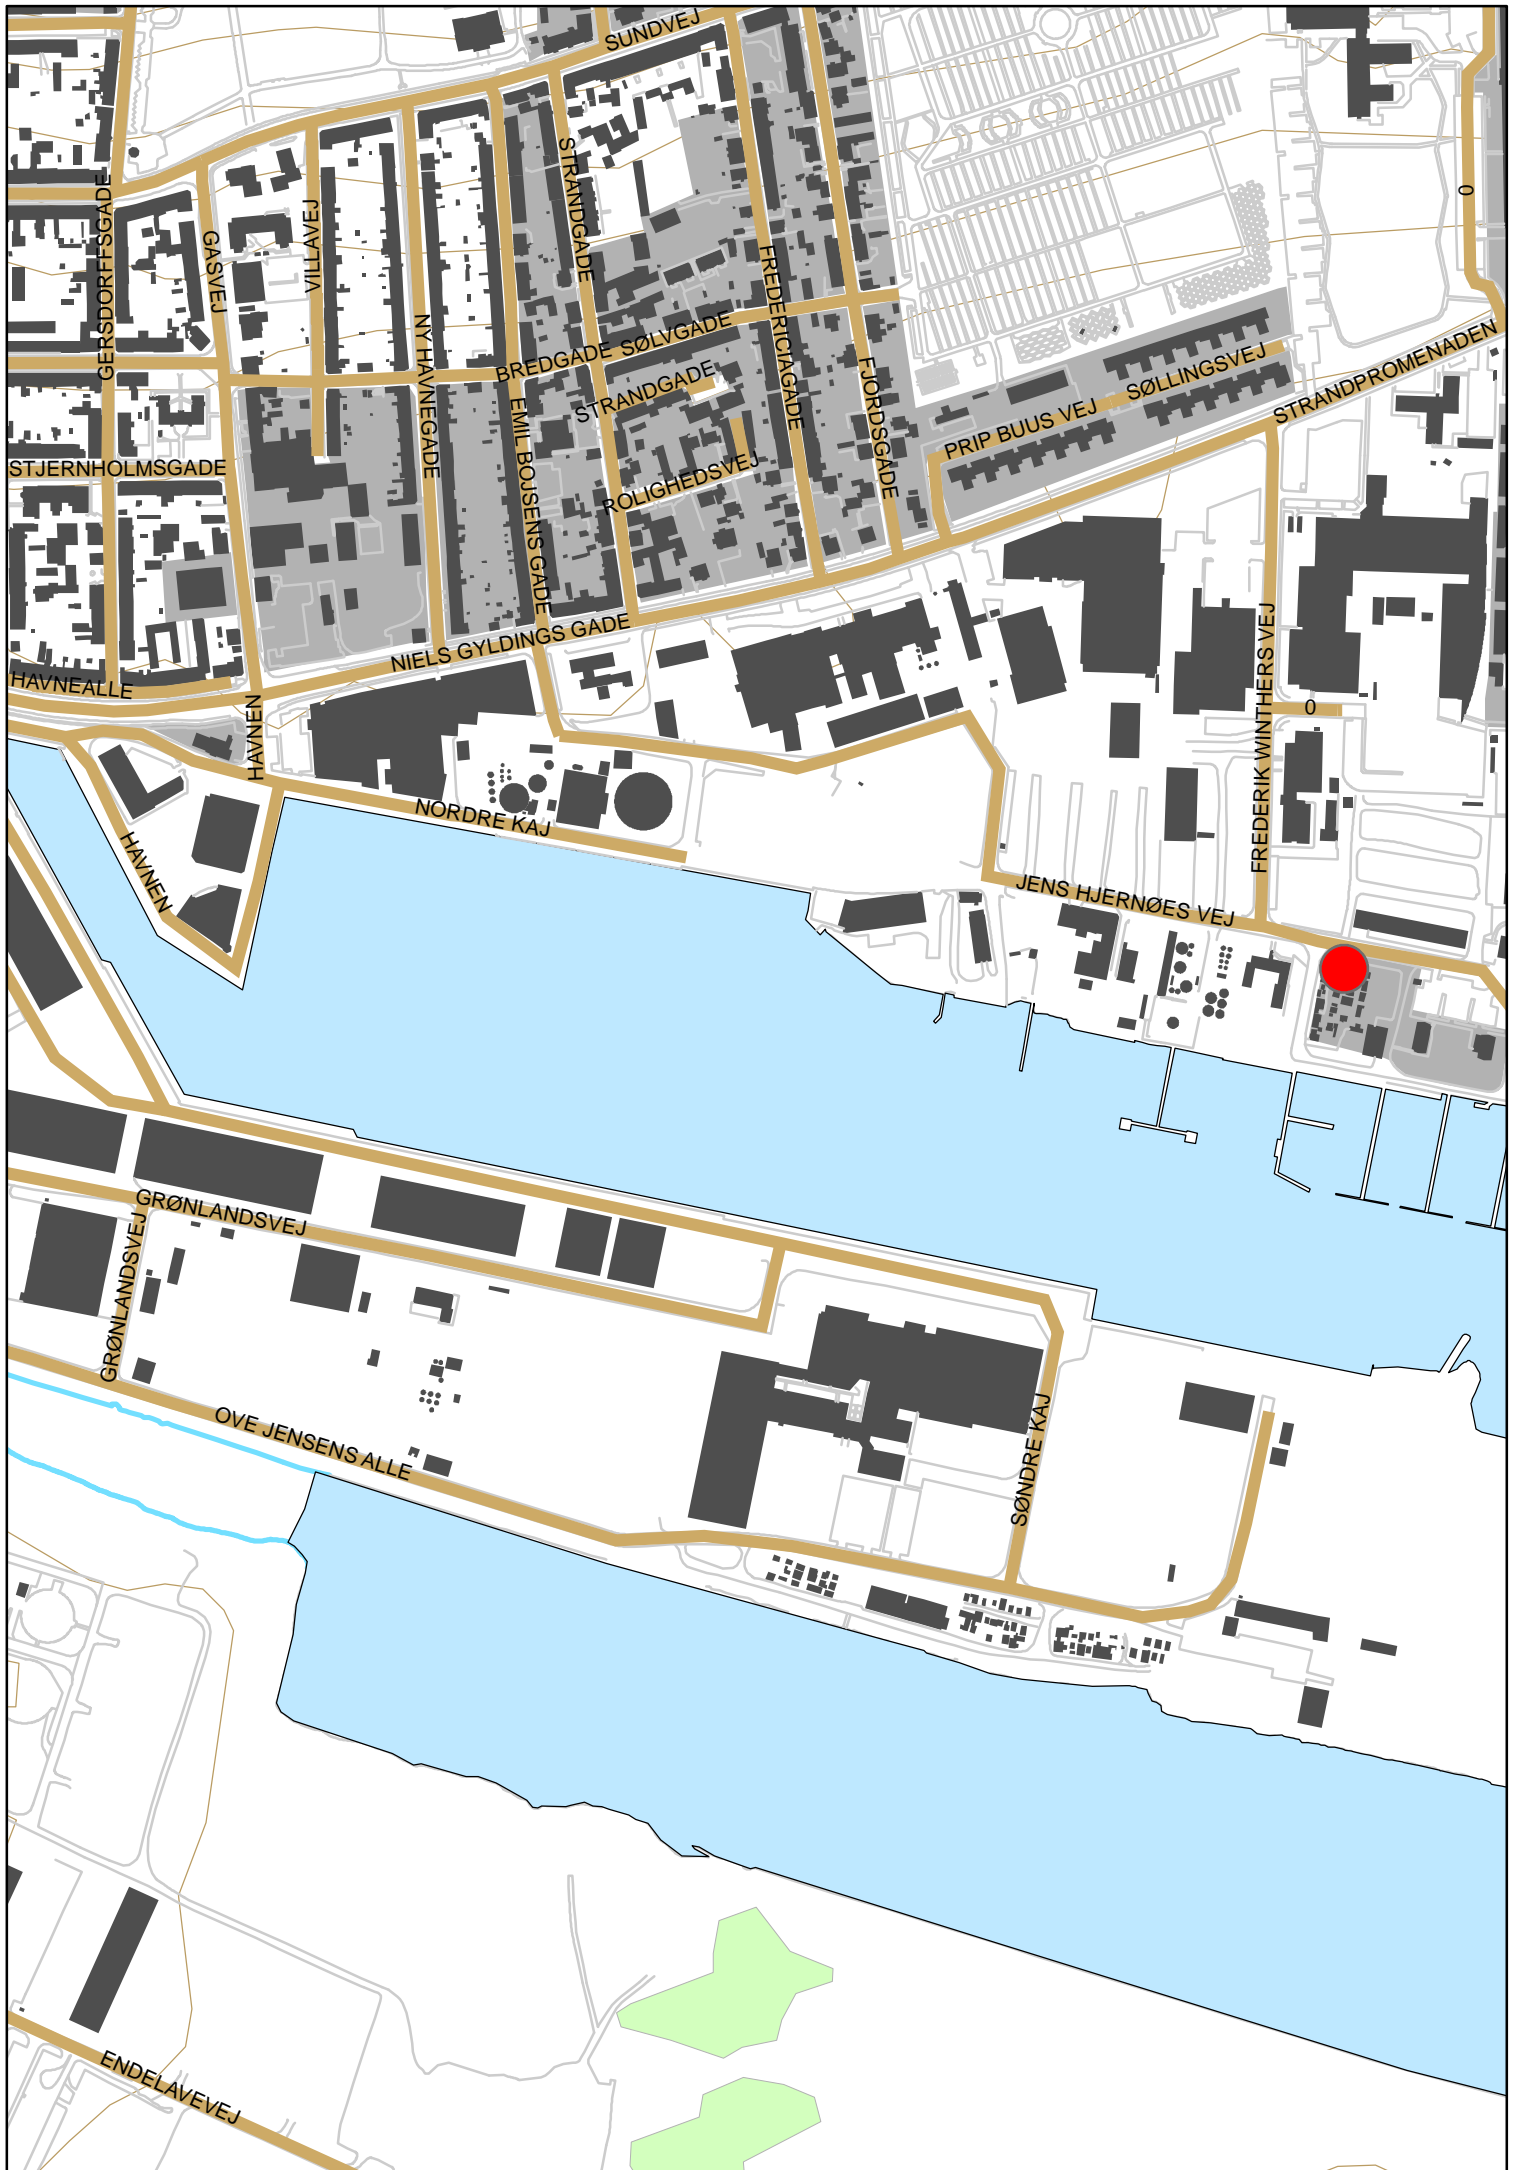 SUNDVEJ
STRANDGADE
GERSDORFFSGADE
GASVEJ
VILLAVEJ
0
FREDERICIAGADE
NY HAVNEGADE
BREDGADE
SØLVGADE
STRANDGADE
EMIL BOJSENS GADE
FJORDSGADE
SØLLINGSVEJ
STRANDPROMENADEN
PRIP BUUS VEJ
STJERNHOLMSGADE
ROLIGHEDSVEJ
NIELS GYLDINGS GADE
HAVNEALLE
HAVNEN
FREDERIK WINTHERS VEJ
0
NORDRE KAJ
HAVNEN
JENS HJERNØES VEJ
GRØNLANDSVEJ
GRØNLANDSVEJ
OVE JENSENS ALLE
SØNDRE KAJ
ENDELAVEVEJ